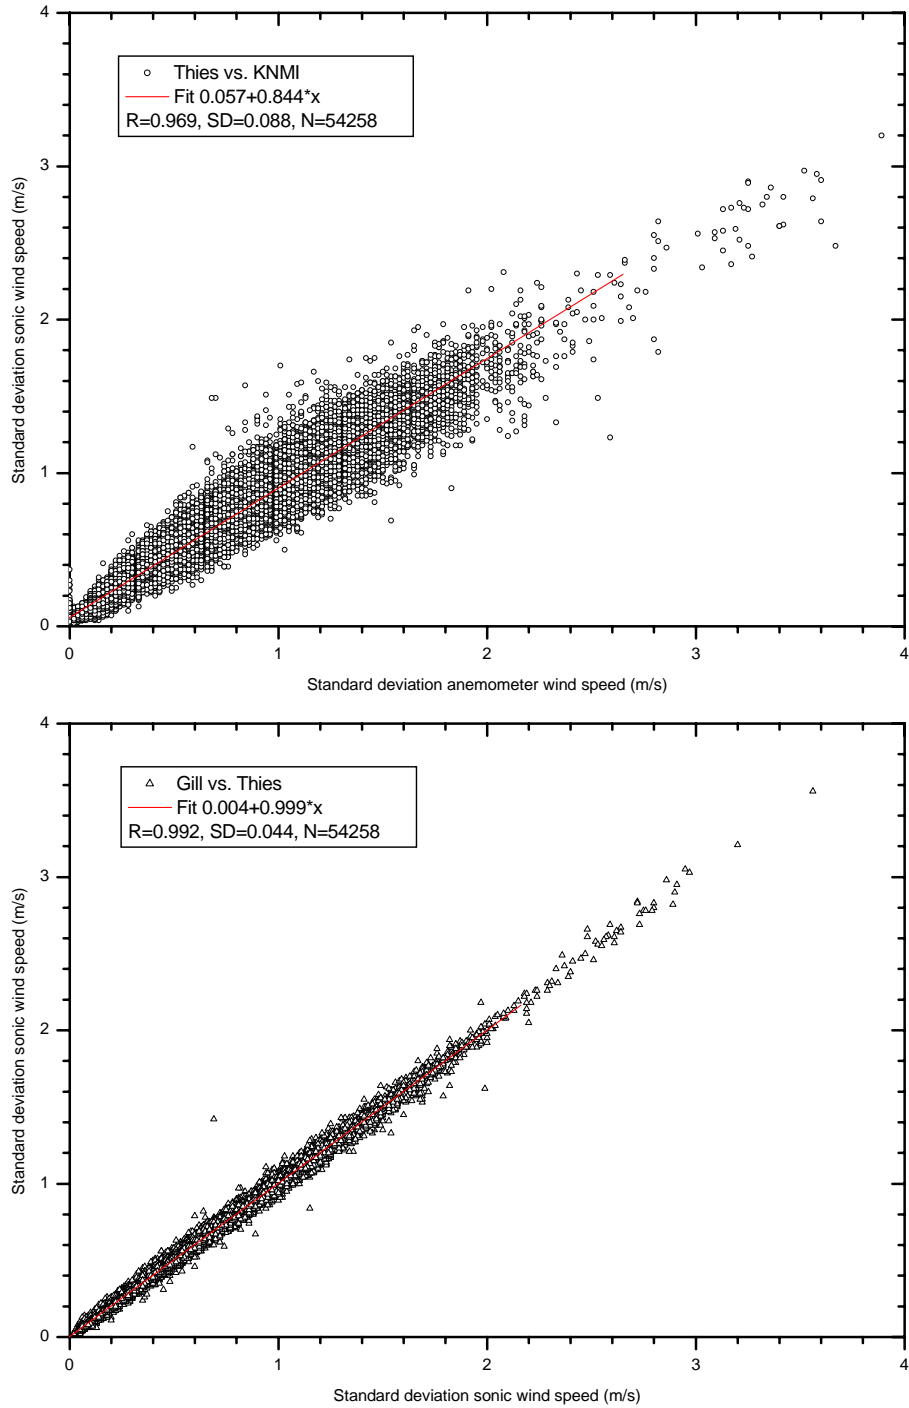 4
Thies vs. KNMI
Fit 0.057+0.844*x
R=0.969, SD=0.088, N=54258
3
Standard deviation sonic wind speed (m/s)
2
1
0
0 1 2 3 4
Standard deviation anemometer wind speed (m/s)
4
Gill vs. Thies
Fit 0.004+0.999*x
R=0.992, SD=0.044, N=54258
3
Standard deviation sonic wind speed (m/s)
2
1
0
0 1 2 3 4
Standard deviation sonic wind speed (m/s)